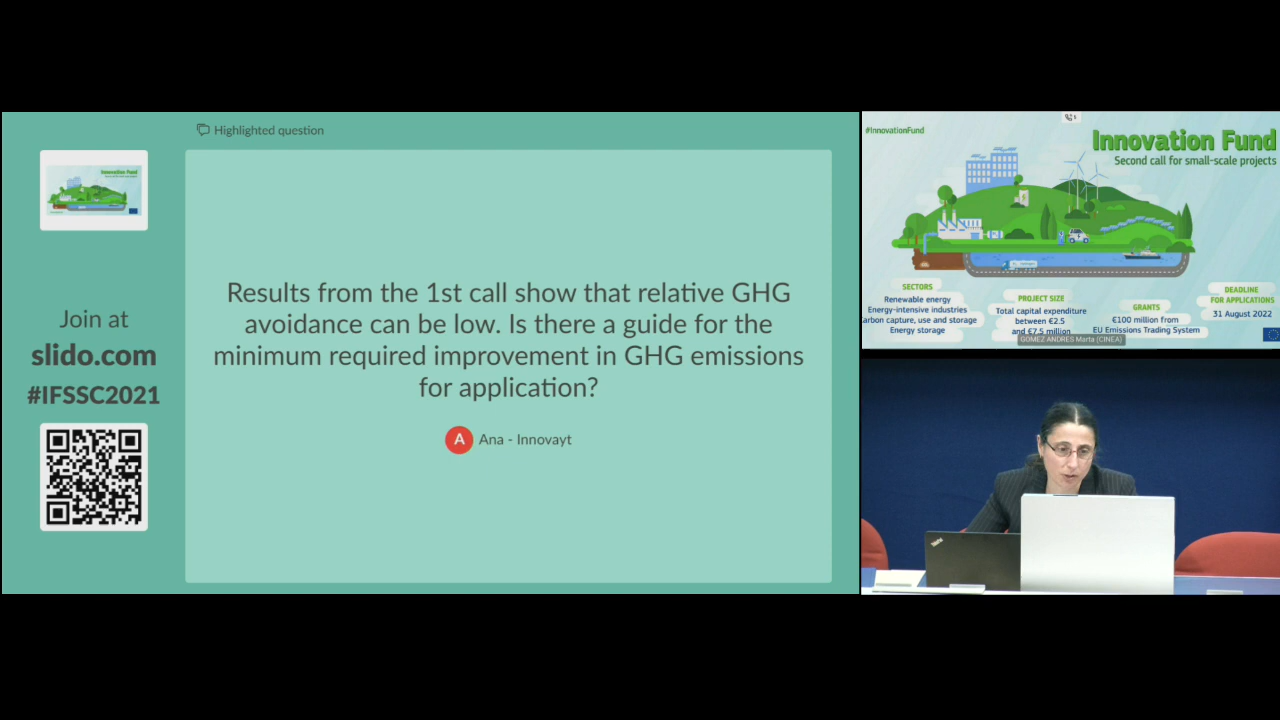 Highlighted question
Join at
slido.com
#IFSSC2021
Results from the 1st call show that relative GHG
avoidance can be low. Is there a guide for the
minimum required improvement in GHG emissions
for application?
A Ana - Innovayt
#InnovationFund
Innovation Fund
Second call for small-scale projects
SECTORS
Renewable energy
Energy-intensive industries
arbon capture, use and storage
Energy storage
PROJECT SIZE
Total capital expenditure
between €2.5
and €7.5 million
GRANTS
€100 million from
EU Emissions Trading System
DEADLINE
FOR APPLICATIONS
31 August 2022
GOMEZ ANDRES Marta (CINEA)
ThinkPad